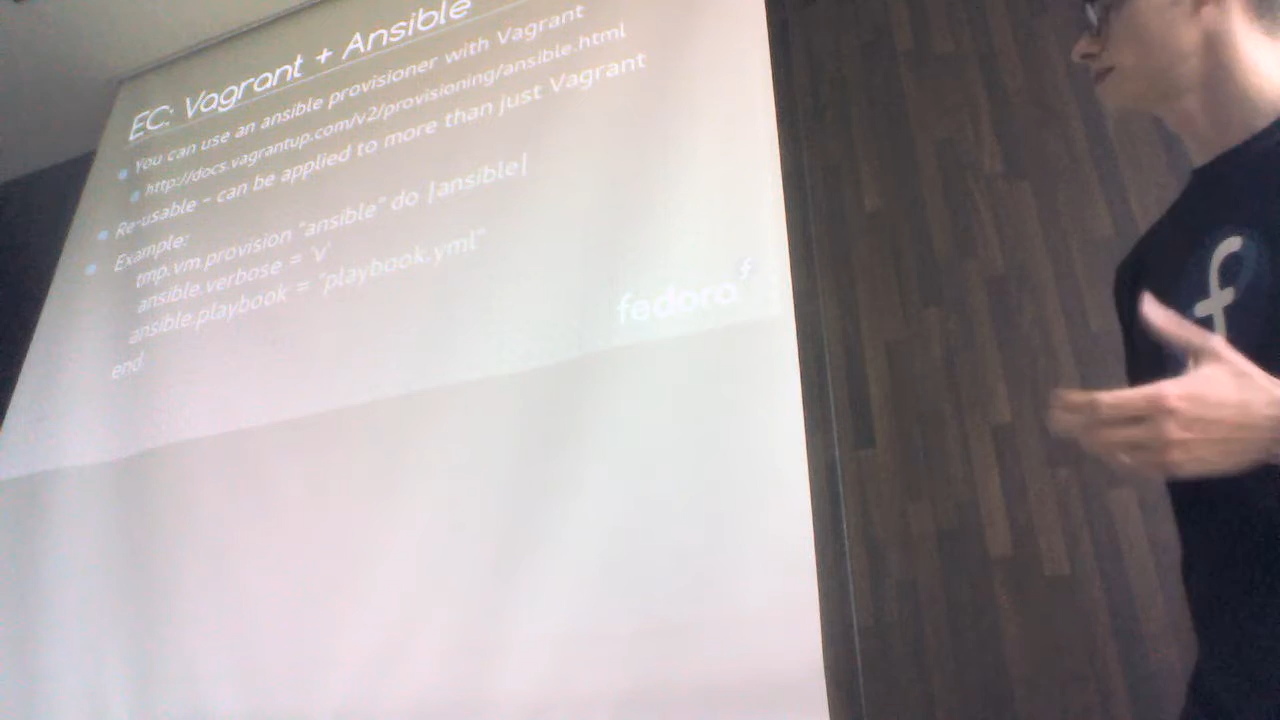 EC: Vagrant + Ansible
You can use an ansible provisioner with Vagrant
http://docs.vagrantup.com/v2/provisioning/ansible.html
Re-usable - can be applied to more than just Vagrant
Example:
tmp.vm.provision "ansible" do |ansible|
ansible.verbose = 'v'
ansible.playbook = "playbook.yml"
end
fedora f
f